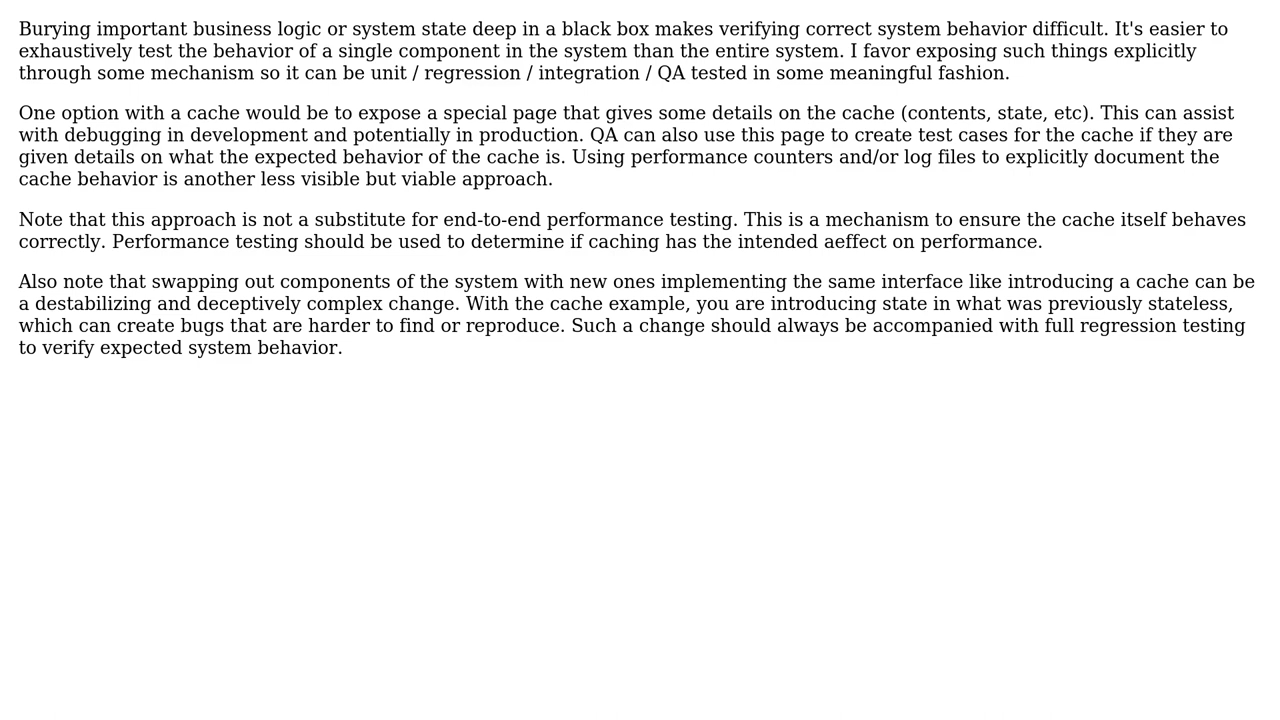 Burying important business logic or system state deep in a black box makes verifying correct system behavior difficult. It's easier to
exhaustively test the behavior of a single component in the system than the entire system. I favor exposing such things explicitly
through some mechanism so it can be unit / regression / integration / QA tested in some meaningful fashion.
One option with a cache would be to expose a special page that gives some details on the cache (contents, state, etc). This can assist
with debugging in development and potentially in production. QA can also use this page to create test cases for the cache if they are
given details on what the expected behavior of the cache is. Using performance counters and/or log files to explicitly document the
cache behavior is another less visible but viable approach.
Note that this approach is not a substitute for end-to-end performance testing. This is a mechanism to ensure the cache itself behaves
correctly. Performance testing should be used to determine if caching has the intended aeffect on performance.
Also note that swapping out components of the system with new ones implementing the same interface like introducing a cache can be
a destabilizing and deceptively complex change. With the cache example, you are introducing state in what was previously stateless,
which can create bugs that are harder to find or reproduce. Such a change should always be accompanied with full regression testing
to verify expected system behavior.